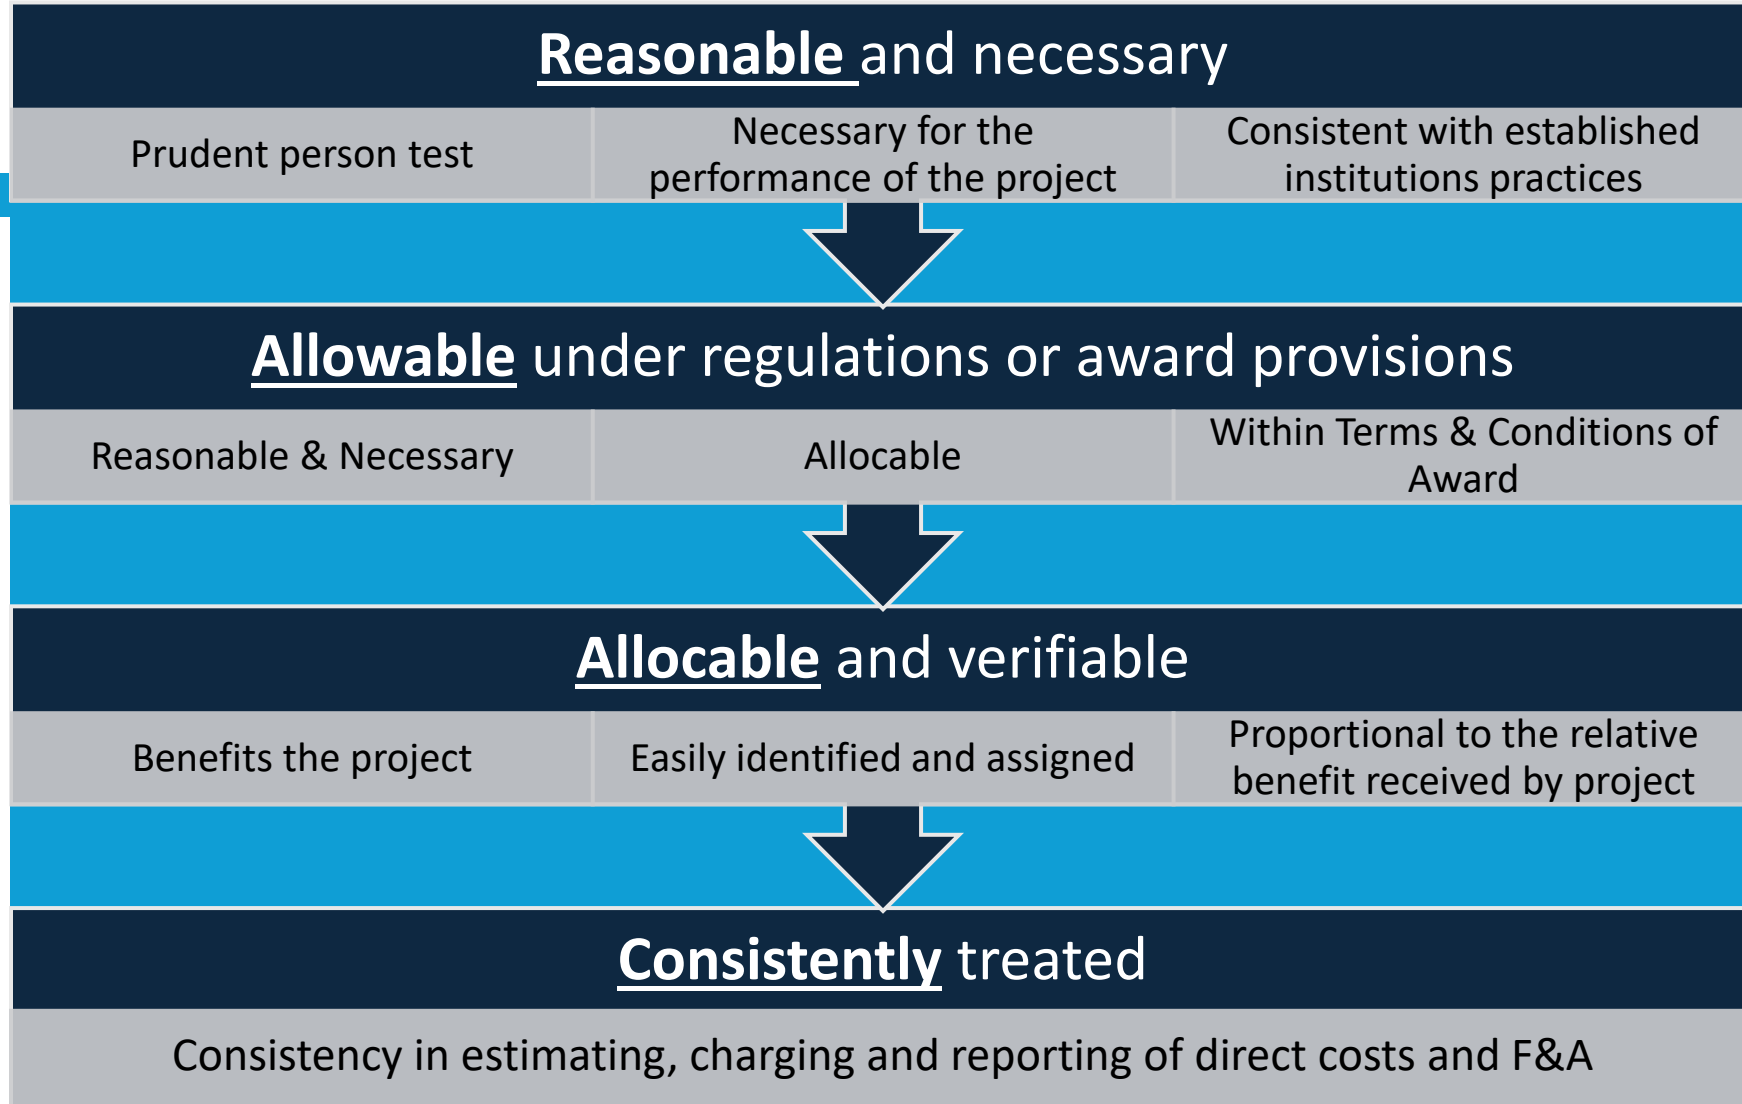 Reasonable and necessary
Prudent person test
Necessary for the
performance of the project
Consistent with established
institutions practices
Allowable under regulations or award provisions
Reasonable & Necessary
Allocable
Within Terms & Conditions of
Award
Allocable and verifiable
Benefits the project
Easily identified and assigned
Proportional to the relative
benefit received by project
Consistently treated
Consistency in estimating, charging and reporting of direct costs and F&A